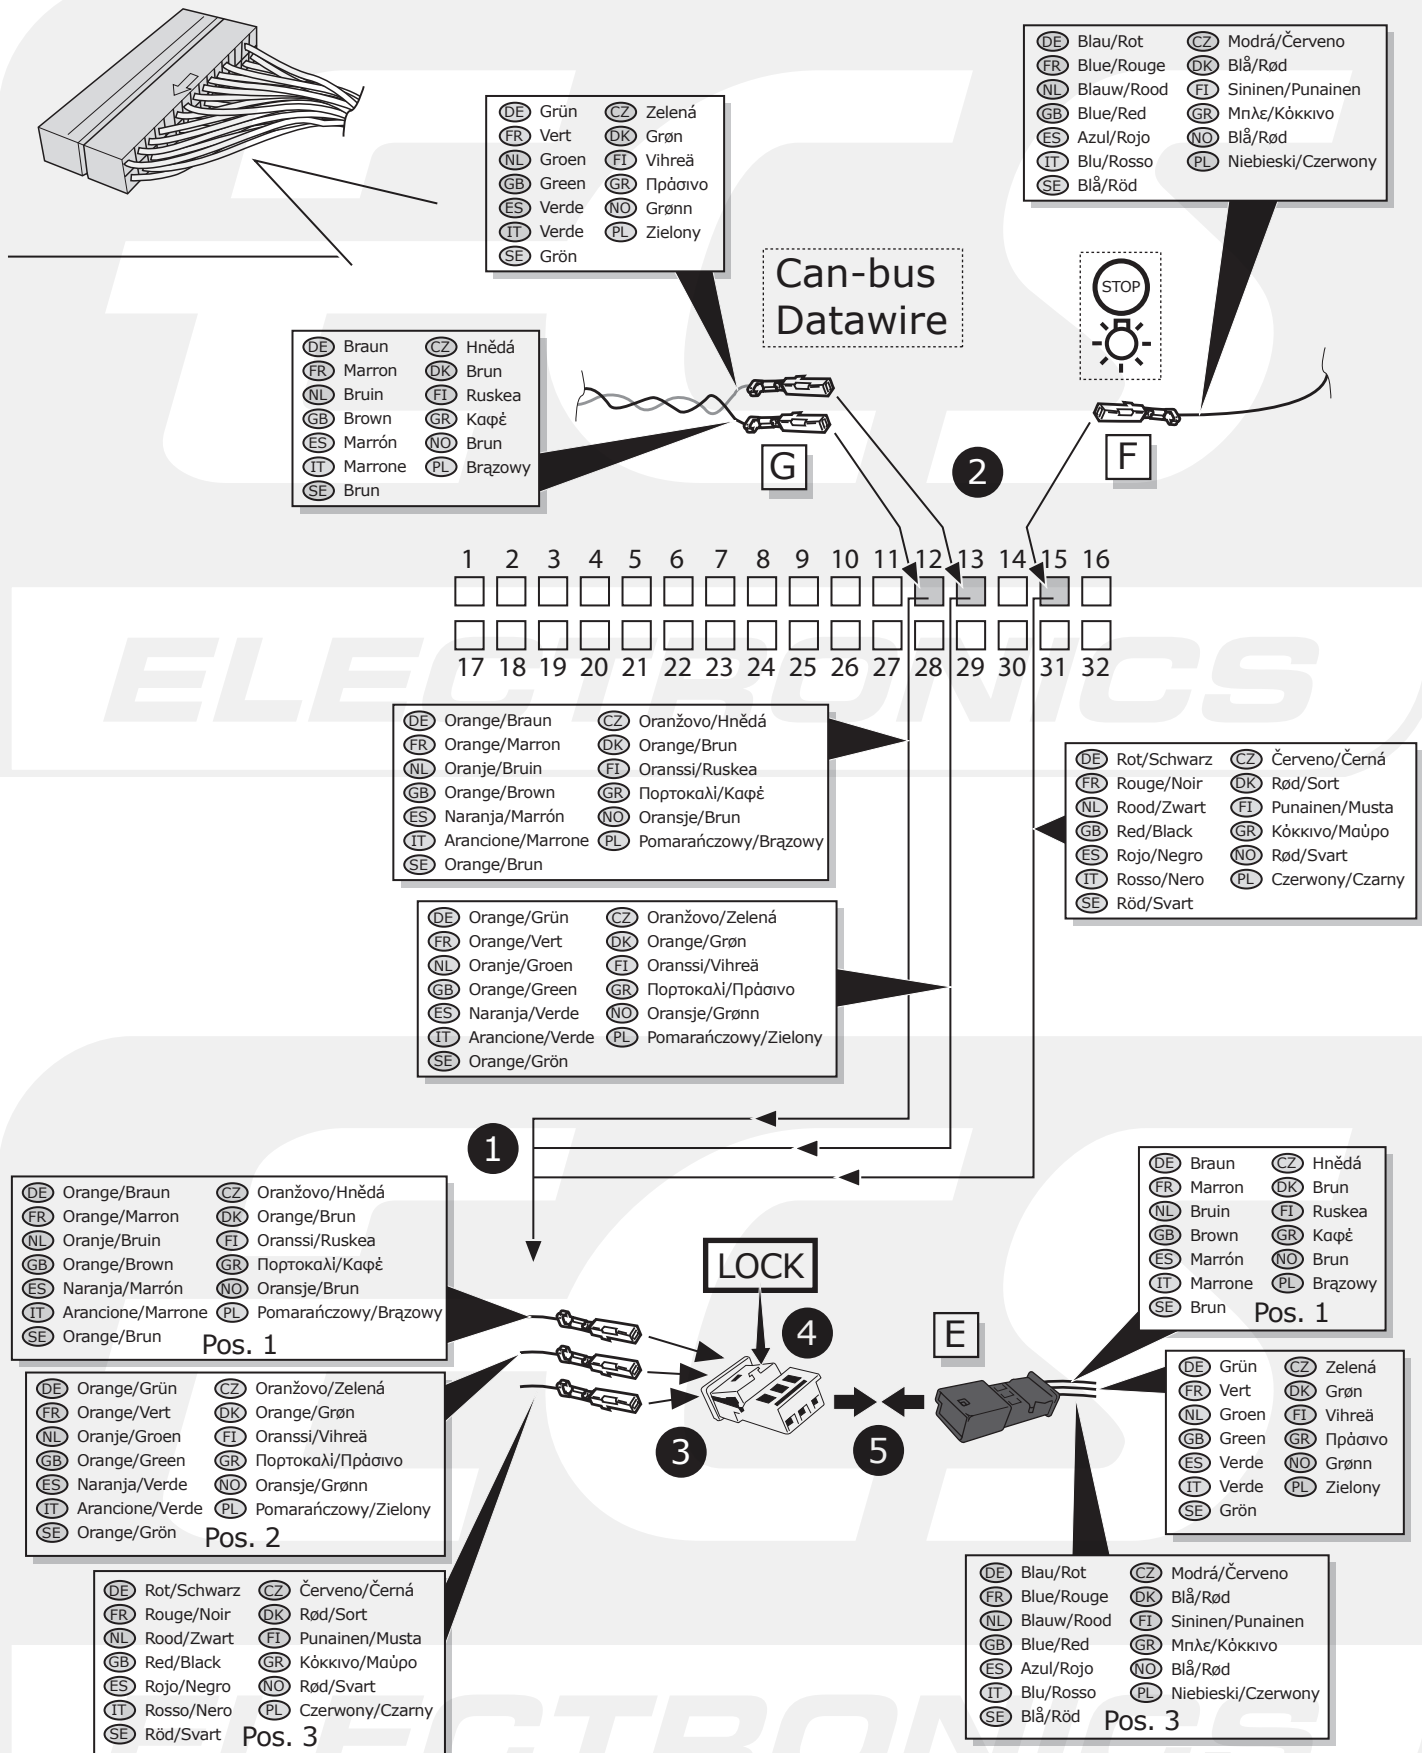 DE Blau/Rot CZ Modrá/Červeno
FR Blue/Rouge DK Blå/Rød
NL Blauw/Rood FI Sininen/Punainen
GB Blue/Red GR Μπλε/Κόκκινο
ES Azul/Rojo NO Blå/Rød
IT Blu/Rosso PL Niebieski/Czerwony
SE Blå/Röd
DE Grün CZ Zelená
FR Vert DK Grøn
NL Groen FI Vihreä
GB Green GR Πράσινο
ES Verde NO Grønn
IT Verde PL Zielony
SE Grön
Can-bus
Datawire
STOP
DE Braun CZ Hnědá
FR Marron DK Brun
NL Bruin FI Ruskea
GB Brown GR Καφέ
ES Marrón NO Brun
IT Marrone PL Brązowy
SE Brun
G
2
F
1 2 3 4 5 6 7 8 9 10 11 12 13 14 15 16
17 18 19 20 21 22 23 24 25 26 27 28 29 30 31 32
ELECTRONICS
DE Orange/Braun CZ Oranžovo/Hnědá
FR Orange/Marron DK Orange/Brun
NL Oranje/Bruin FI Oranssi/Ruskea
GB Orange/Brown GR Πορτοκαλί/Καφέ
ES Naranja/Marrón NO Oransje/Brun
IT Arancione/Marrone PL Pomarańczowy/Brązowy
SE Orange/Brun
DE Rot/Schwarz CZ Červeno/Černá
FR Rouge/Noir DK Rød/Sort
NL Rood/Zwart FI Punainen/Musta
GB Red/Black GR Κόκκινο/Μαύρο
ES Rojo/Negro NO Rød/Svart
IT Rosso/Nero PL Czerwony/Czarny
SE Röd/Svart
DE Orange/Grün CZ Oranžovo/Zelená
FR Orange/Vert DK Orange/Grøn
NL Oranje/Groen FI Oranssi/Vihreä
GB Orange/Green GR Πορτοκαλί/Πράσινο
ES Naranja/Verde NO Oransje/Grønn
IT Arancione/Verde PL Pomarańczowy/Zielony
SE Orange/Grön
1
DE Orange/Braun CZ Oranžovo/Hnědá
FR Orange/Marron DK Orange/Brun
NL Oranje/Bruin FI Oranssi/Ruskea
GB Orange/Brown GR Πορτοκαλί/Καφέ
ES Naranja/Marrón NO Oransje/Brun
IT Arancione/Marrone PL Pomarańczowy/Brązowy
SE Orange/Brun
Pos. 1
DE Braun CZ Hnědá
FR Marron DK Brun
NL Bruin FI Ruskea
GB Brown GR Καφέ
ES Marrón NO Brun
IT Marrone PL Brązowy
SE Brun Pos. 1
LOCK
4
E
DE Orange/Grün CZ Oranžovo/Zelená
FR Orange/Vert DK Orange/Grøn
NL Oranje/Groen FI Oranssi/Vihreä
GB Orange/Green GR Πορτοκαλί/Πράσινο
ES Naranja/Verde NO Oransje/Grønn
IT Arancione/Verde PL Pomarańczowy/Zielony
SE Orange/Grön
Pos. 2
3
5
DE Grün CZ Zelená
FR Vert DK Grøn
NL Groen FI Vihreä
GB Green GR Πράσινο
ES Verde NO Grønn
IT Verde PL Zielony
SE Grön
DE Rot/Schwarz CZ Červeno/Černá
FR Rouge/Noir DK Rød/Sort
NL Rood/Zwart FI Punainen/Musta
GB Red/Black GR Κόκκινο/Μαύρο
ES Rojo/Negro NO Rød/Svart
IT Rosso/Nero PL Czerwony/Czarny
SE Röd/Svart Pos. 3
DE Blau/Rot CZ Modrá/Červeno
FR Blue/Rouge DK Blå/Rød
NL Blauw/Rood FI Sininen/Punainen
GB Blue/Red GR Μπλε/Κόκκινο
ES Azul/Rojo NO Blå/Rød
IT Blu/Rosso PL Niebieski/Czerwony
SE Blå/Röd Pos. 3